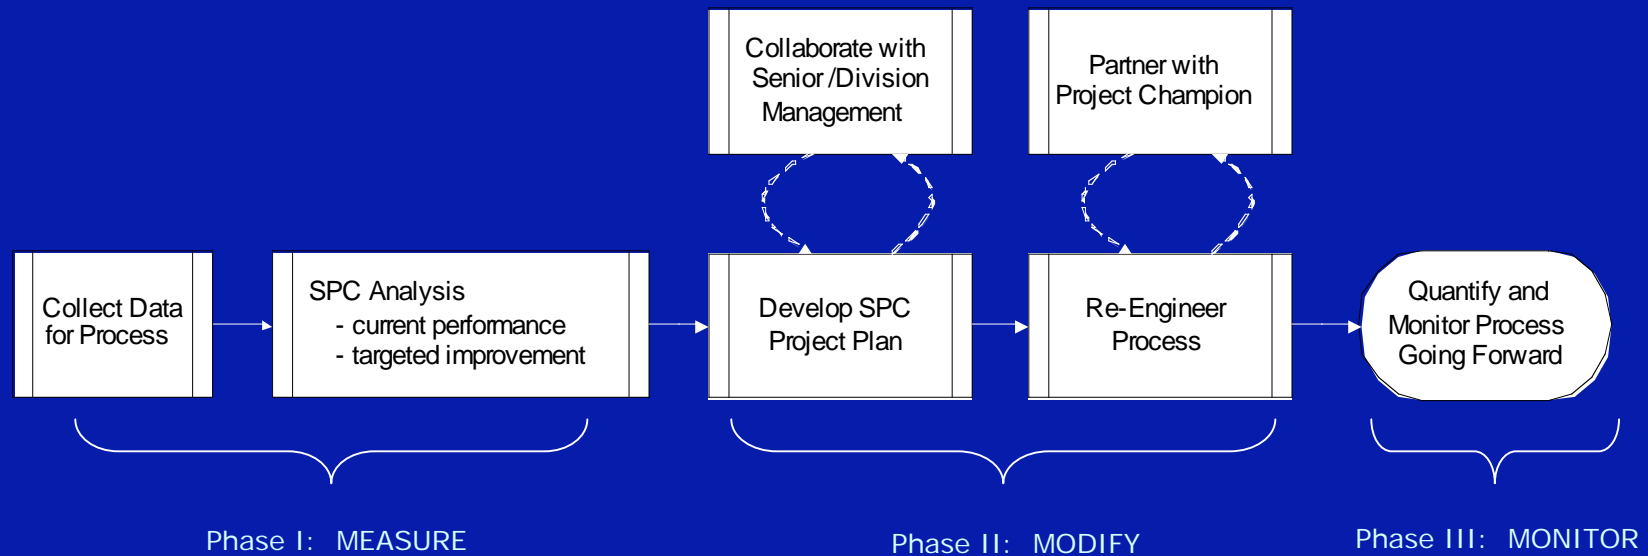 Collaborate with
Senior/Division
Management
Partner with
Project Champion
Collect Data
for Process
SPC Analysis
- current performance
- targeted improvement
Develop SPC
Project Plan
Re-Engineer
Process
Quantify and
Monitor Process
Going Forward
Phase I: MEASURE
Phase II: MODIFY
Phase III: MONITOR